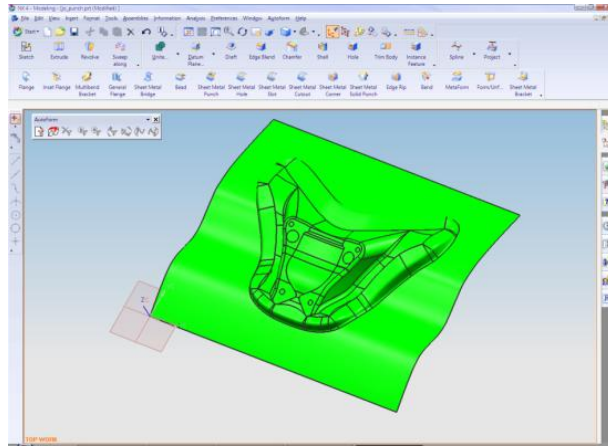 NX 4 - Modeling
File Edit View Insert Format Tools Assemblies Information Analysis Preferences Window Autoform Help
Start
Sketch Extrude Revolve Sweep along Unite Datum Plane Draft Edge Blend Chamfer Shell Hole Trim Body Instance Feature Spline Project
Flange Inset Flange Multibend Bracket General Flange Sheet Metal Bridge Bead Sheet Metal Punch Sheet Metal Hole Sheet Metal Slot Sheet Metal Cutout Sheet Metal Corner Sheet Metal Solid Punch Edge Rip Bend MetaForm Form/Unf... Sheet Metal Bracket
Autoform
TOP WORK